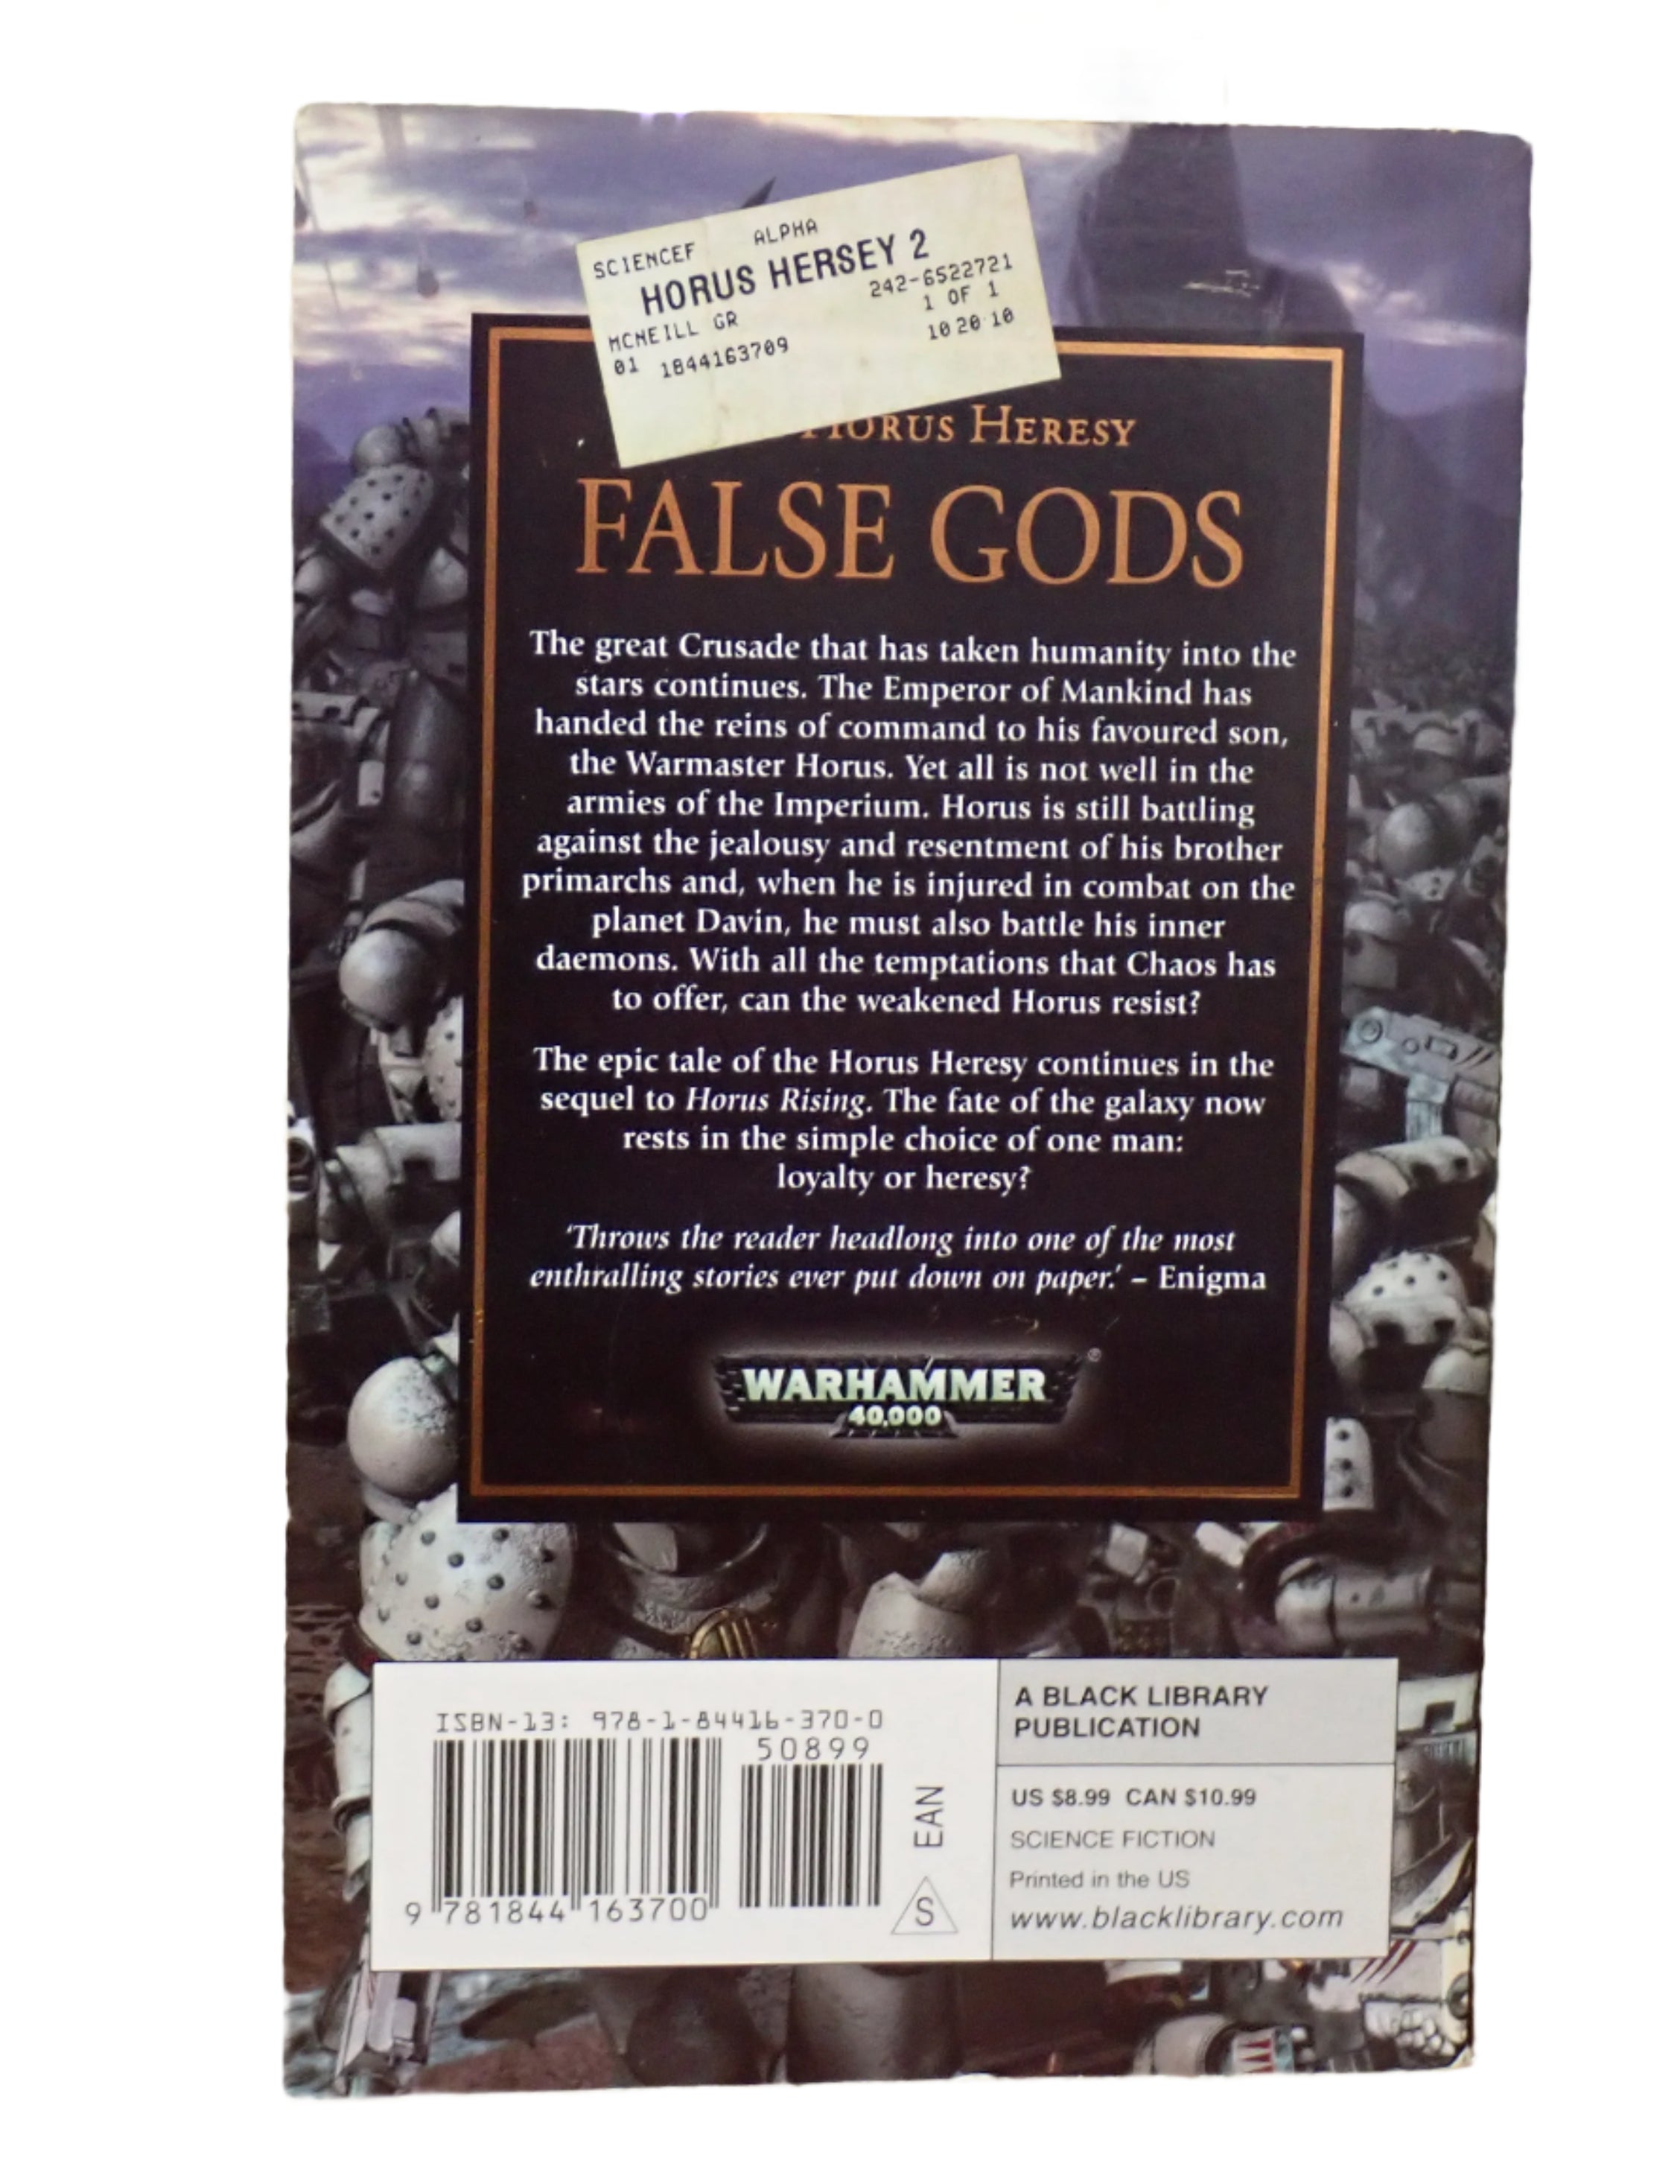 SCIENCEF ALPHA
HORUS HERSEY 2
242-6522721
MCNEILL GR 1 OF 1
01 1844163709 10 20 10
HORUS HERESY
FALSE GODS
The great Crusade that has taken humanity into the
stars continues. The Emperor of Mankind has
handed the reins of command to his favoured son,
the Warmaster Horus. Yet all is not well in the
armies of the Imperium. Horus is still battling
against the jealousy and resentment of his brother
primarchs and, when he is injured in combat on the
planet Davin, he must also battle his inner
daemons. With all the temptations that Chaos has
to offer, can the weakened Horus resist?
The epic tale of the Horus Heresy continues in the
sequel to Horus Rising. The fate of the galaxy now
rests in the simple choice of one man:
loyalty or heresy?
‘Throws the reader headlong into one of the most
enthralling stories ever put down on paper.’ – Enigma
WARHAMMER®
40,000
ISBN-13: 978-1-84416-370-0
50899
9 781844 163700
EAN
S
A BLACK LIBRARY
PUBLICATION
US $8.99 CAN $10.99
SCIENCE FICTION
Printed in the US
www.blacklibrary.com